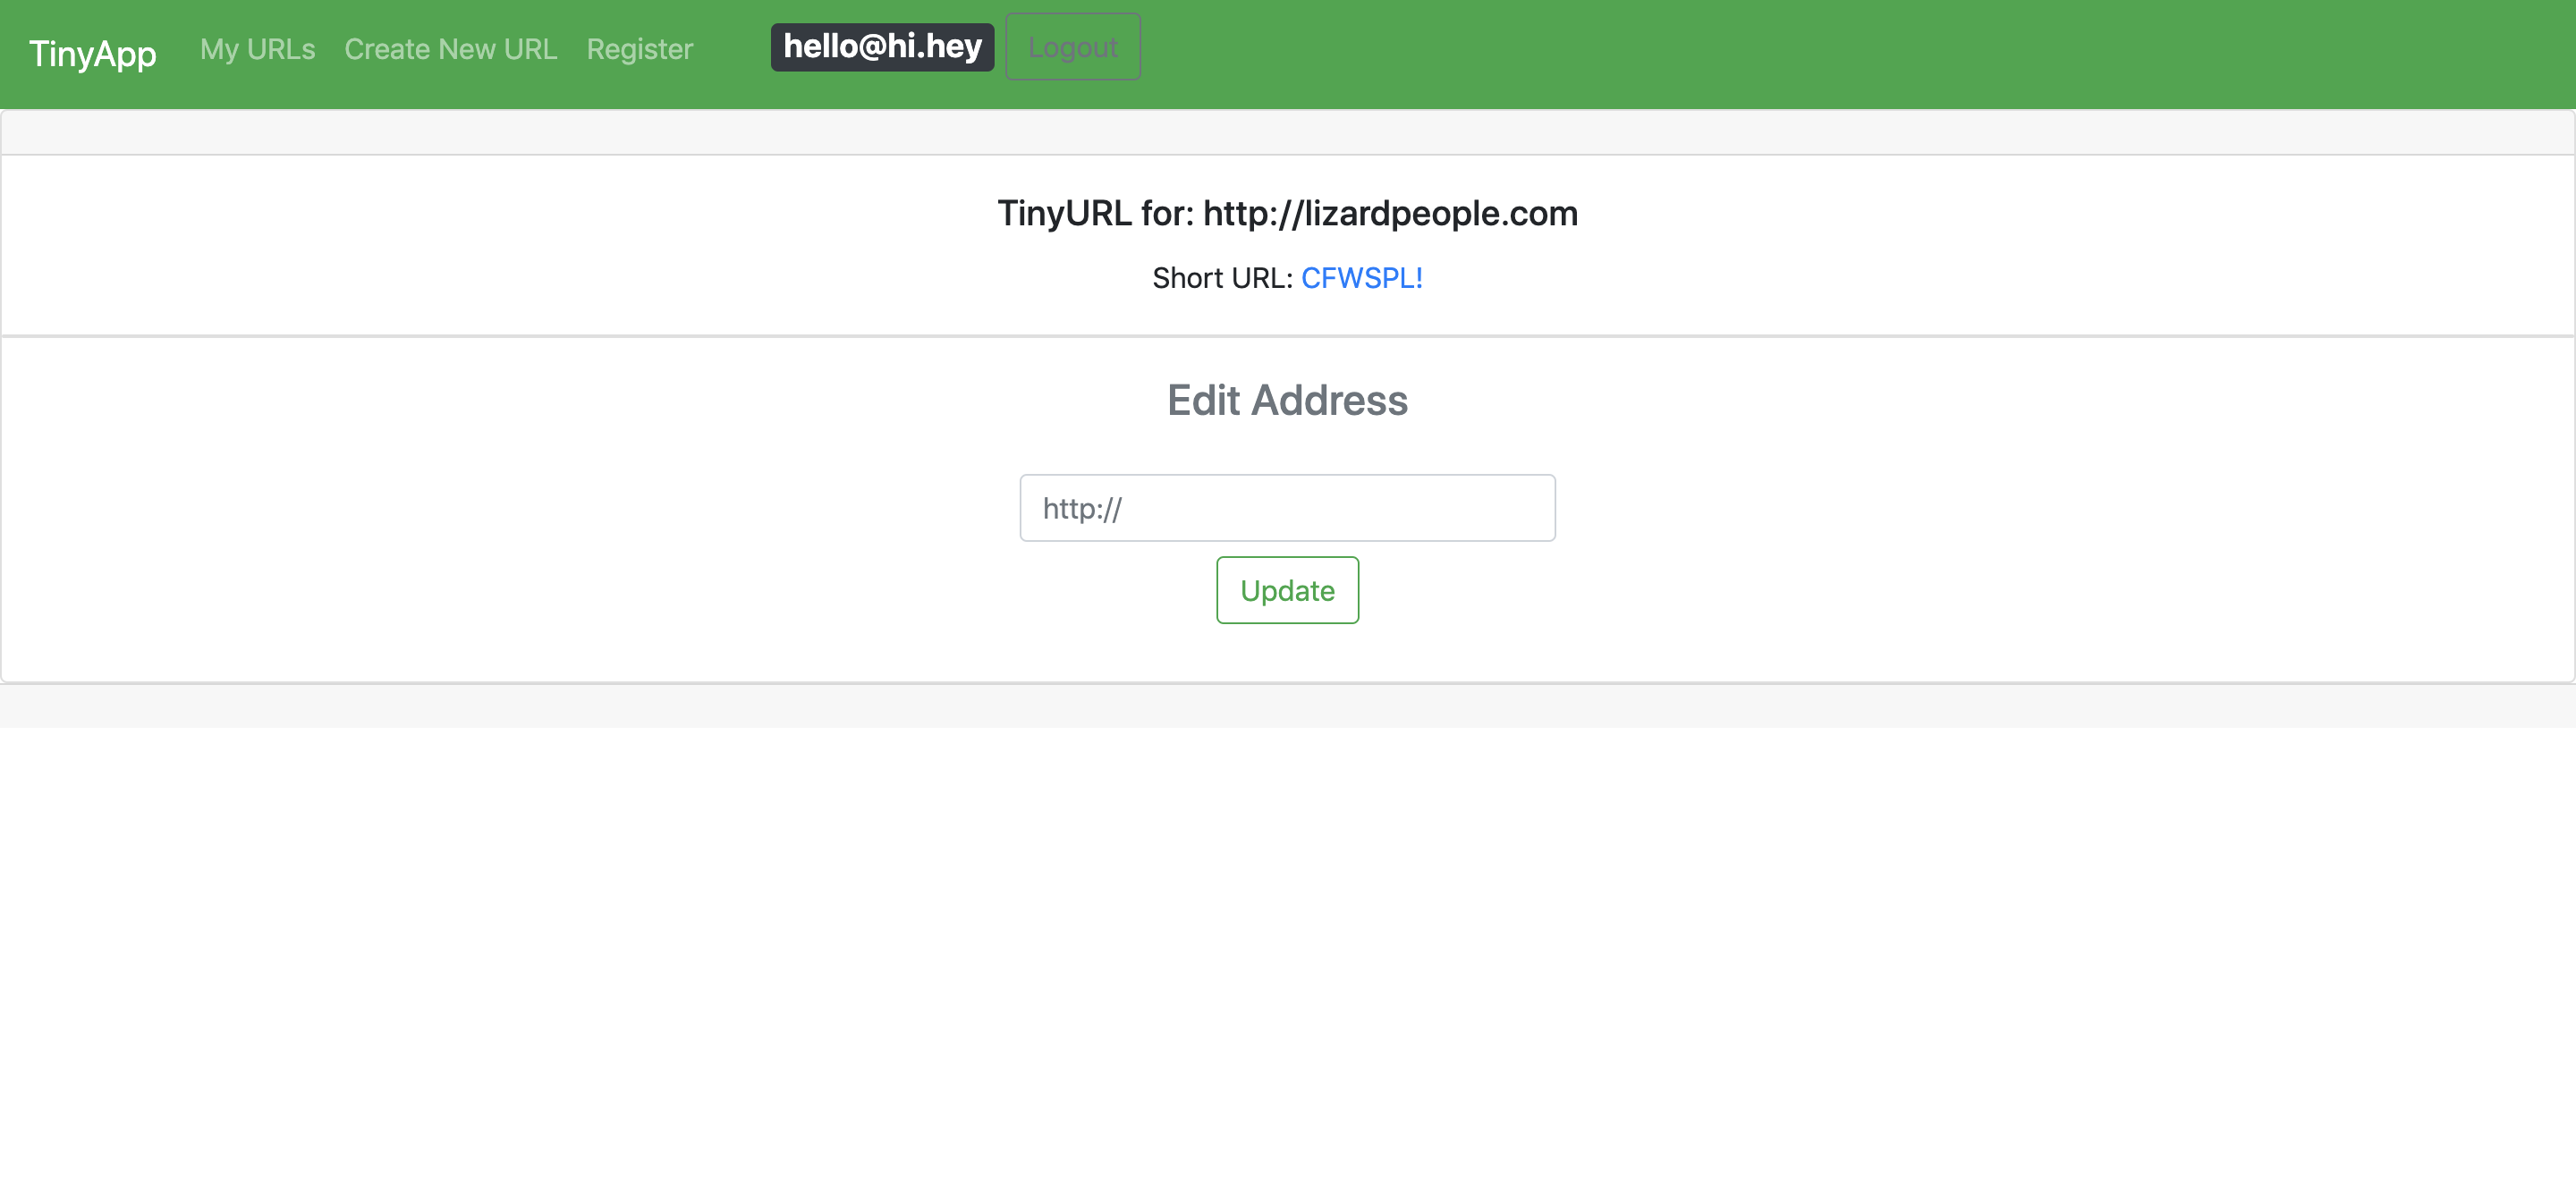 TinyApp My URLs Create New URL Register hello@hi.hey Logout
TinyURL for: http://lizardpeople.com
Short URL: CFWSPL!
Edit Address
http://
Update